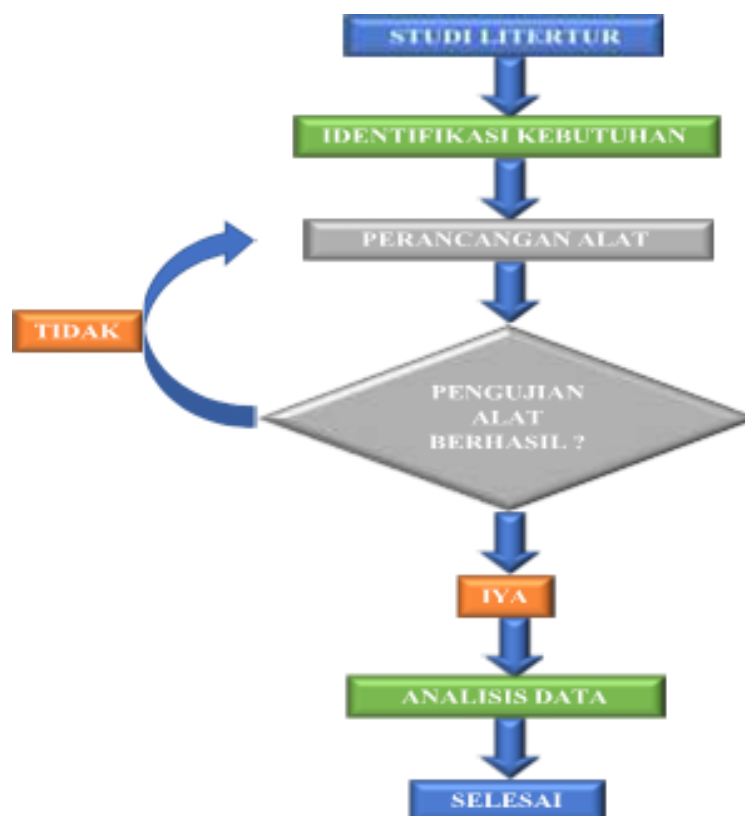 STUDI LITERTUR
IDENTIFIKASI KEBUTUHAN
PERANCANGAN ALAT
TIDAK
PENGUJIAN
ALAT
BERHASIL ?
IYA
ANALISIS DATA
SELESAI